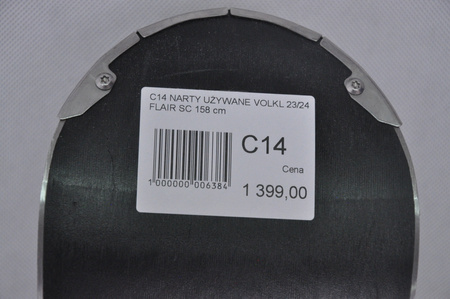 C14 NARTY UŻYWANE VOLKL 23/24
FLAIR SC 158 cm
C14
Cena
1 000000 006384
1 399,00